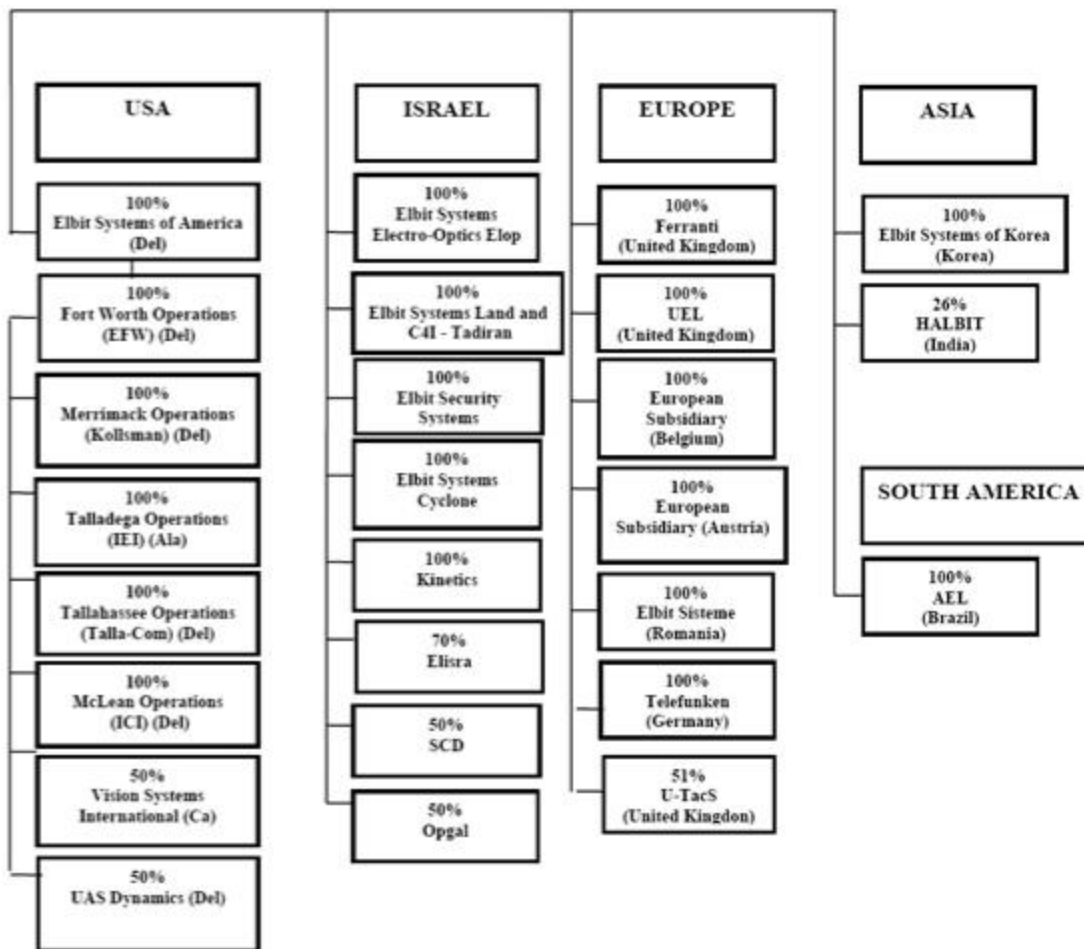 USA
100%
Elbit Systems of America
(Del)
100%
Fort Worth Operations
(EFW) (Del)
100%
Merrimack Operations
(Kollsman) (Del)
100%
Talladega Operations
(IEI) (Ala)
100%
Tallahassee Operations
(Talla-Com) (Del)
100%
McLean Operations
(ICI) (Del)
50%
Vision Systems
International (Ca)
50%
UAS Dynamics (Del)
ISRAEL
100%
Elbit Systems
Electro-Optics Elop
100%
Elbit Systems Land and
C4I - Tadiran
100%
Elbit Security
Systems
100%
Elbit Systems
Cyclone
100%
Kinetics
70%
Elisra
50%
SCD
50%
Opgal
EUROPE
100%
Ferranti
(United Kingdom)
100%
UEL
(United Kingdom)
100%
European
Subsidiary
(Belgium)
100%
European
Subsidiary (Austria)
100%
Elbit Sisteme
(Romania)
100%
Telefunken
(Germany)
51%
U-TacS
(United Kingdon)
ASIA
100%
Elbit Systems of Korea
(Korea)
26%
HALBIT
(India)
SOUTH AMERICA
100%
AEL
(Brazil)